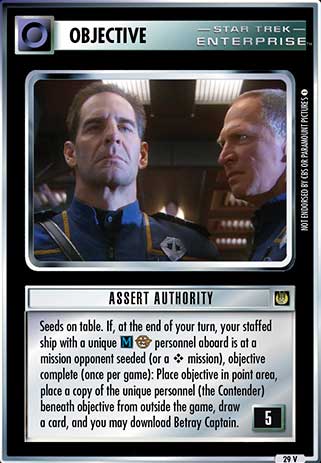 OBJECTIVE
STAR TREK
ENTERPRISE™
NOT ENDORSED BY CBS OR PARAMOUNT PICTURES
ASSERT AUTHORITY
Seeds on table. If, at the end of your turn, your staffed
ship with a unique M personnel aboard is at a
mission opponent seeded (or a ❖ mission), objective
complete (once per game): Place objective in point area,
place a copy of the unique personnel (the Contender)
beneath objective from outside the game, draw
a card, and you may download Betray Captain.
5
29 V